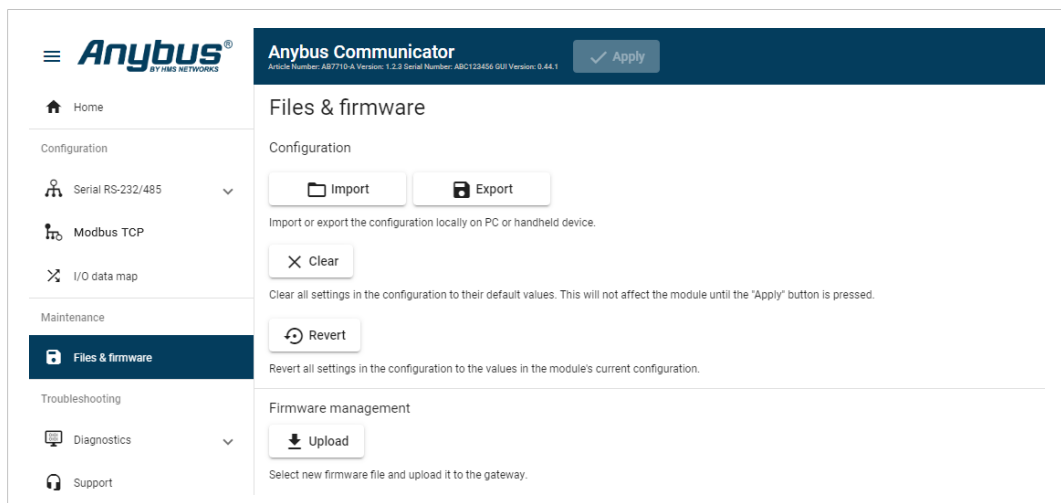 Anybus®
BY HMS NETWORKS
Anybus Communicator
Article Number: AB7710-A Version: 1.2.3 Serial Number: ABC123456 GUI Version: 0.44.1
Apply
Home
Configuration
Serial RS-232/485
Modbus TCP
I/O data map
Maintenance
Files & firmware
Troubleshooting
Diagnostics
Support
Files & firmware
Configuration
Import
Export
Import or export the configuration locally on PC or handheld device.
Clear
Clear all settings in the configuration to their default values. This will not affect the module until the "Apply" button is pressed.
Revert
Revert all settings in the configuration to the values in the module's current configuration.
Firmware management
Upload
Select new firmware file and upload it to the gateway.